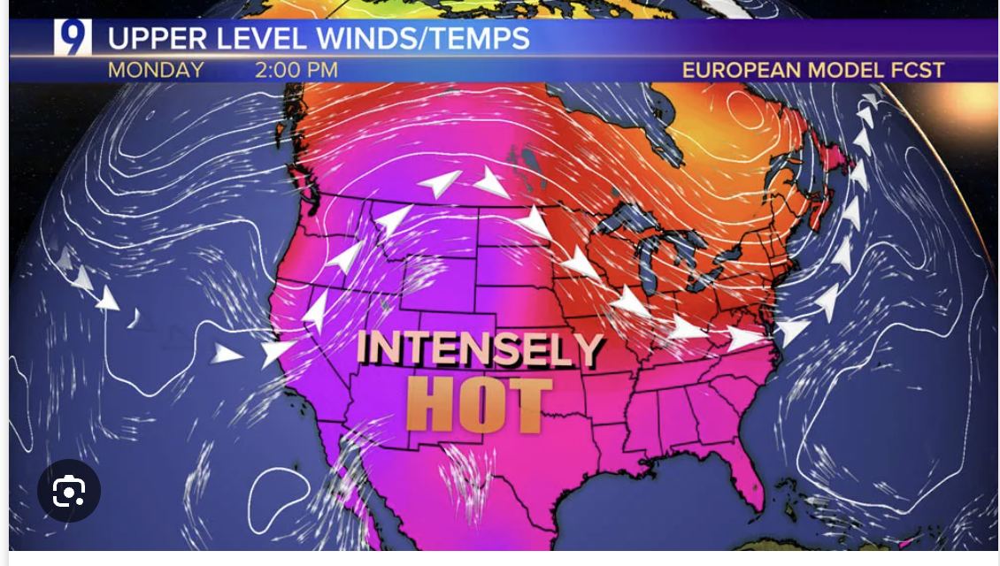 9 UPPER LEVEL WINDS/TEMPS
MONDAY 2:00 PM EUROPEAN MODEL FCST
INTENSELY
HOT